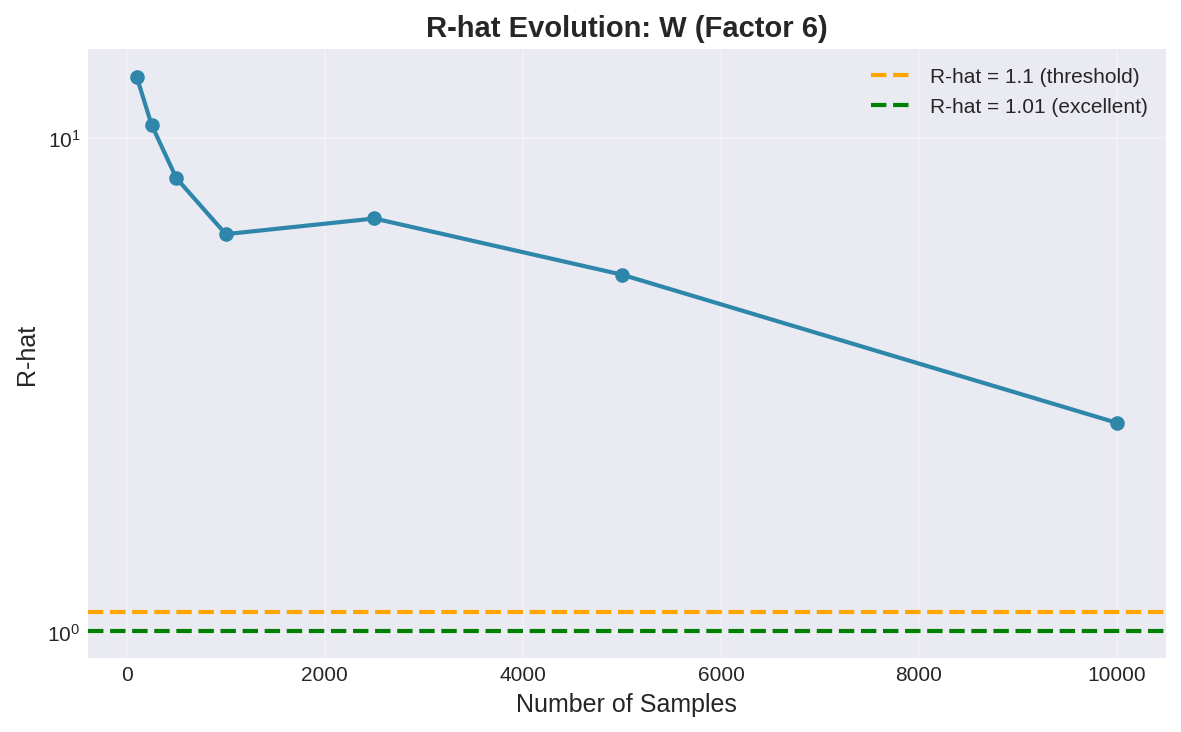 R-hat Evolution: W (Factor 6)
R-hat = 1.1 (threshold)
R-hat = 1.01 (excellent)
10¹
10⁰
R-hat
0 2000 4000 6000 8000 10000
Number of Samples